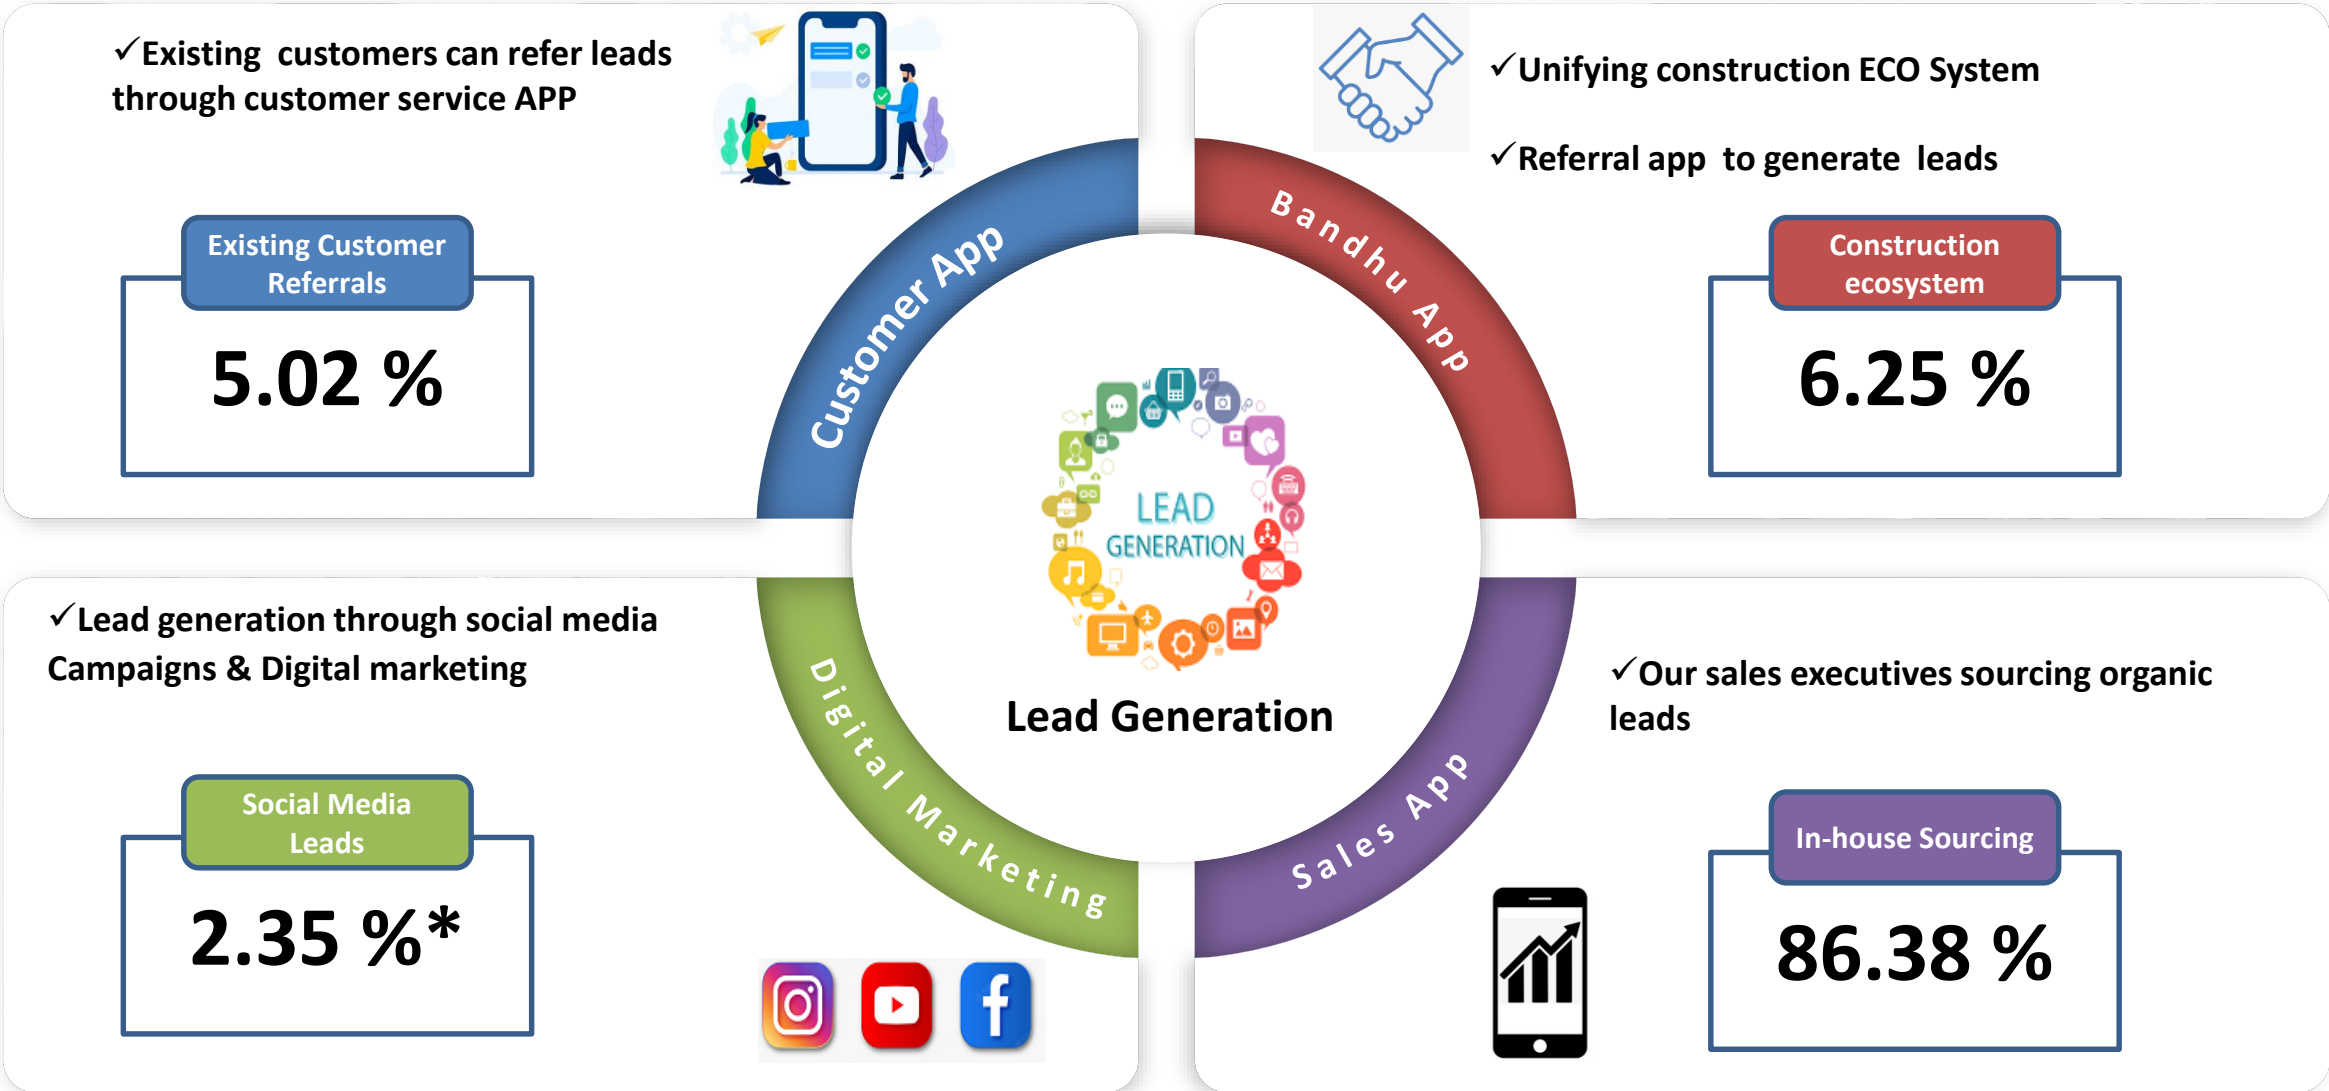 ✓Existing customers can refer leads
through customer service APP
Existing Customer
Referrals
5.02 %
Customer App
✓Unifying construction ECO System
✓Referral app to generate leads
Construction
ecosystem
6.25 %
Bandhu App
LEAD
GENERATION
Lead Generation
✓Lead generation through social media
Campaigns & Digital marketing
Social Media
Leads
2.35 %*
Digital Marketing
✓Our sales executives sourcing organic
leads
In-house Sourcing
86.38 %
Sales App